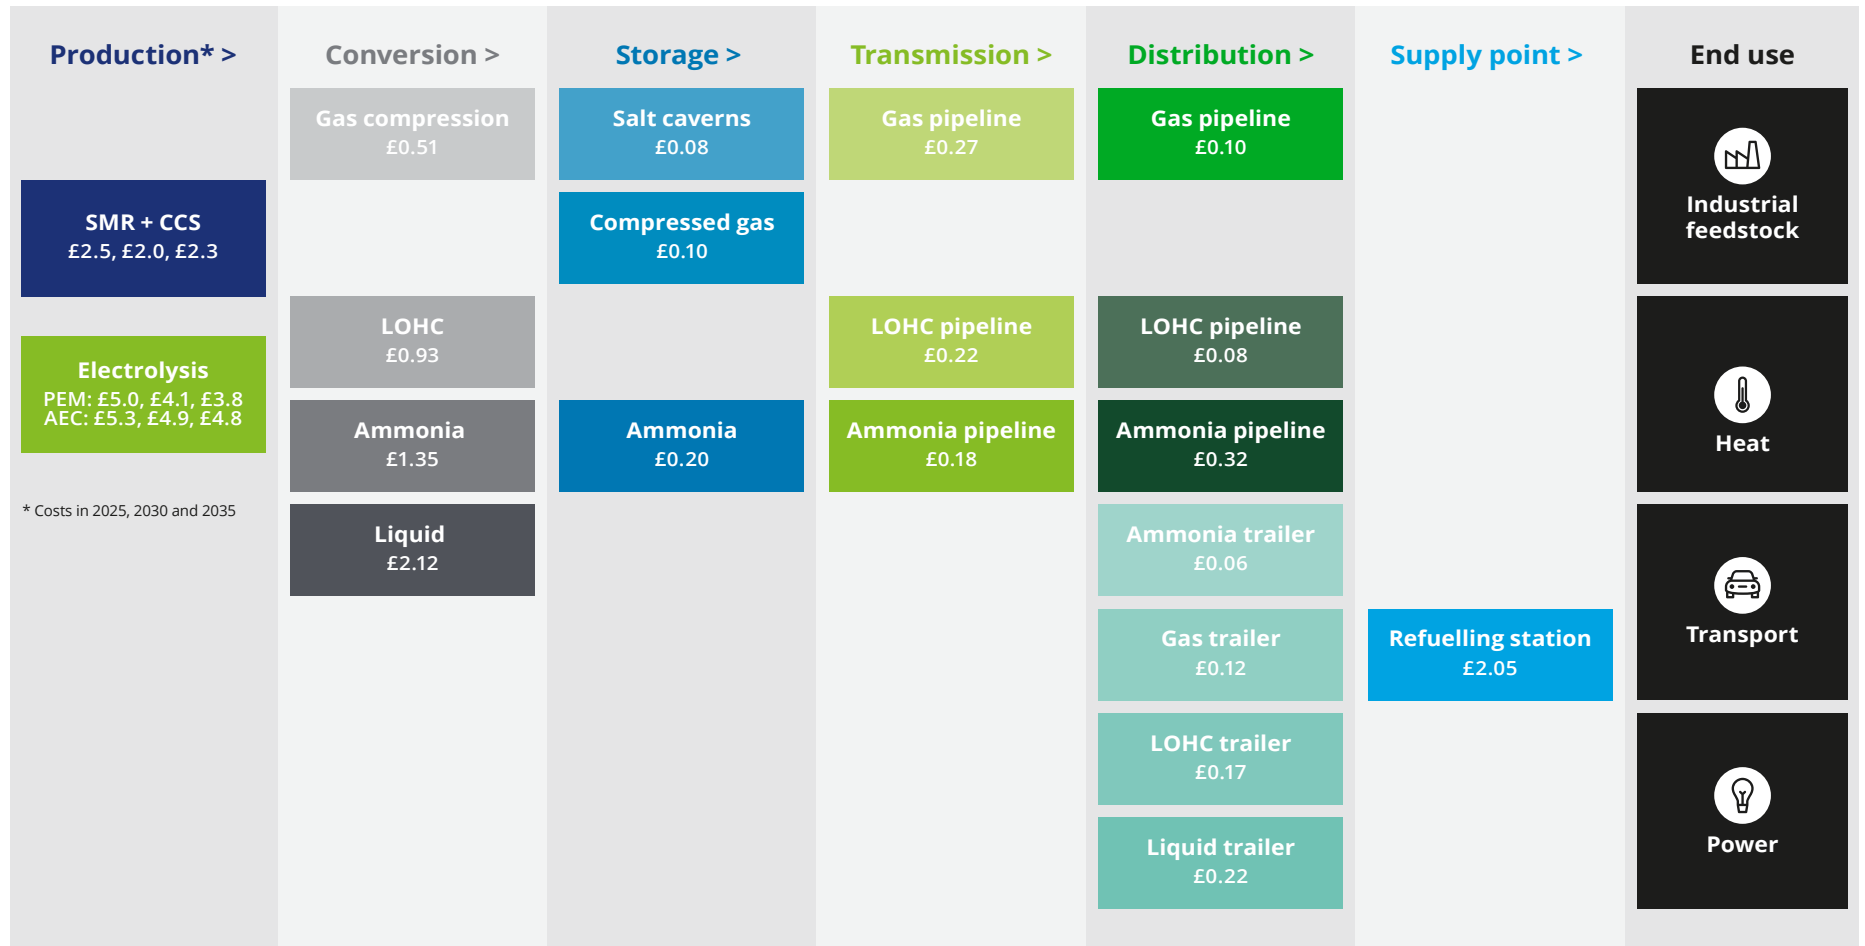 Production* >
SMR + CCS
£2.5, £2.0, £2.3
Electrolysis
PEM: £5.0, £4.1, £3.8
AEC: £5.3, £4.9, £4.8
* Costs in 2025, 2030 and 2035
Conversion >
Gas compression
£0.51
LOHC
£0.93
Ammonia
£1.35
Liquid
£2.12
Storage >
Salt caverns
£0.08
Compressed gas
£0.10
Ammonia
£0.20
Transmission >
Gas pipeline
£0.27
LOHC pipeline
£0.22
Ammonia pipeline
£0.18
Distribution >
Gas pipeline
£0.10
LOHC pipeline
£0.08
Ammonia pipeline
£0.32
Ammonia trailer
£0.06
Gas trailer
£0.12
LOHC trailer
£0.17
Liquid trailer
£0.22
Supply point >
Refuelling station
£2.05
End use
Industrial
feedstock
Heat
Transport
Power